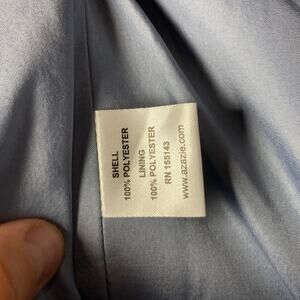 SHELL
100% POLYESTER
LINING
100% POLYESTER
RN 155143
www.azazie.com